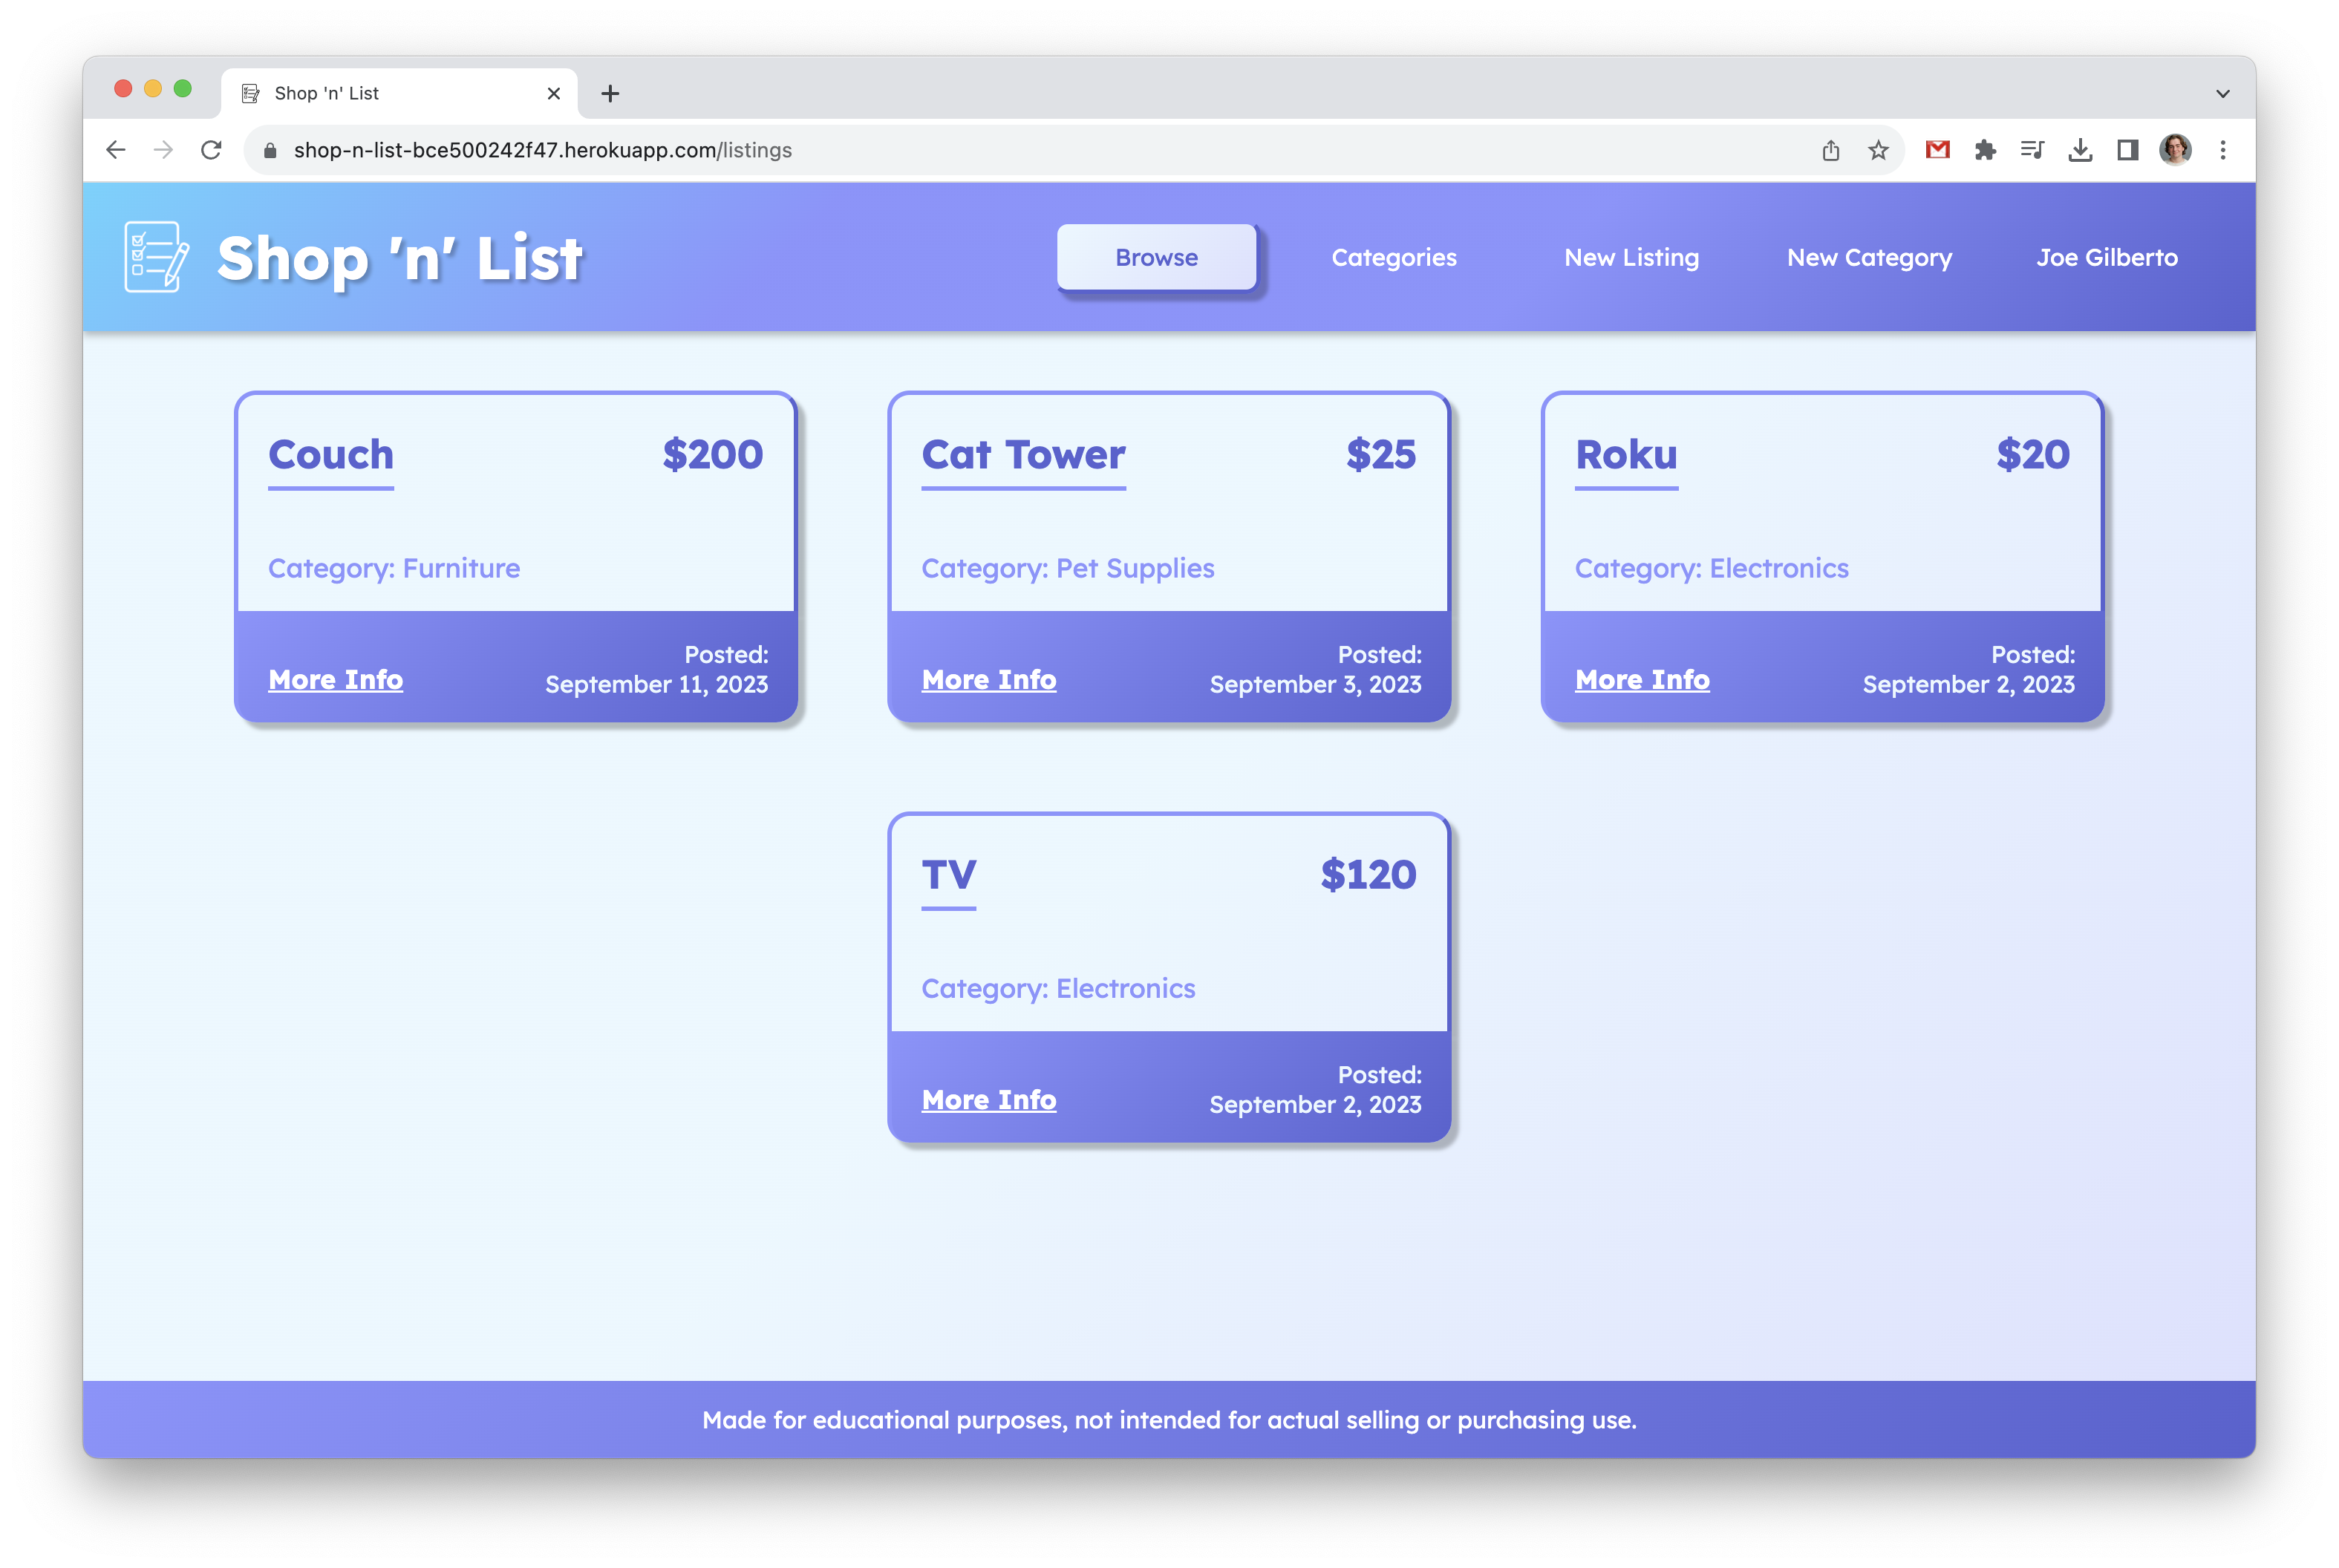 Shop 'n' List
shop-n-list-bce500242f47.herokuapp.com/listings
Shop 'n' List
Browse
Categories
New Listing
New Category
Joe Gilberto
Couch
$200
Category: Furniture
More Info
Posted:
September 11, 2023
Cat Tower
$25
Category: Pet Supplies
More Info
Posted:
September 3, 2023
Roku
$20
Category: Electronics
More Info
Posted:
September 2, 2023
TV
$120
Category: Electronics
More Info
Posted:
September 2, 2023
Made for educational purposes, not intended for actual selling or purchasing use.